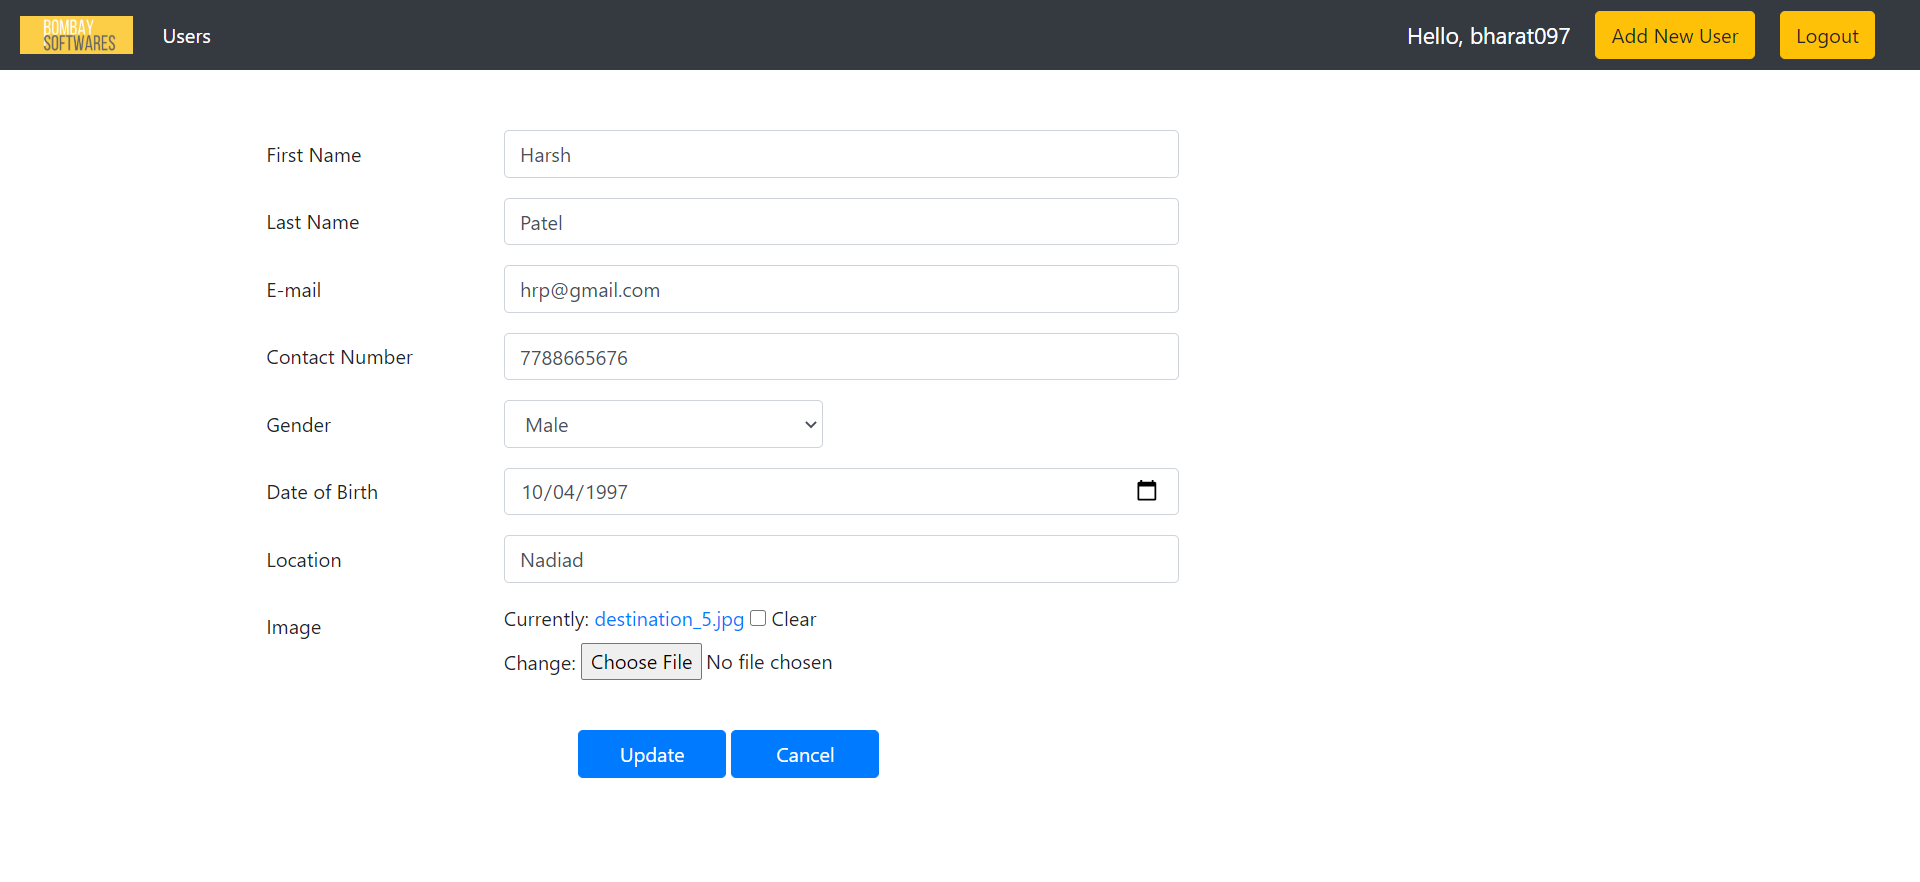 BOMBAY
SOFTWARES
Users
Hello, bharat097
Add New User
Logout
First Name
Harsh
Last Name
Patel
E-mail
hrp@gmail.com
Contact Number
7788665676
Gender
Male
Date of Birth
10/04/1997
Location
Nadiad
Image
Currently: destination_5.jpg Clear
Change: Choose File No file chosen
Update
Cancel